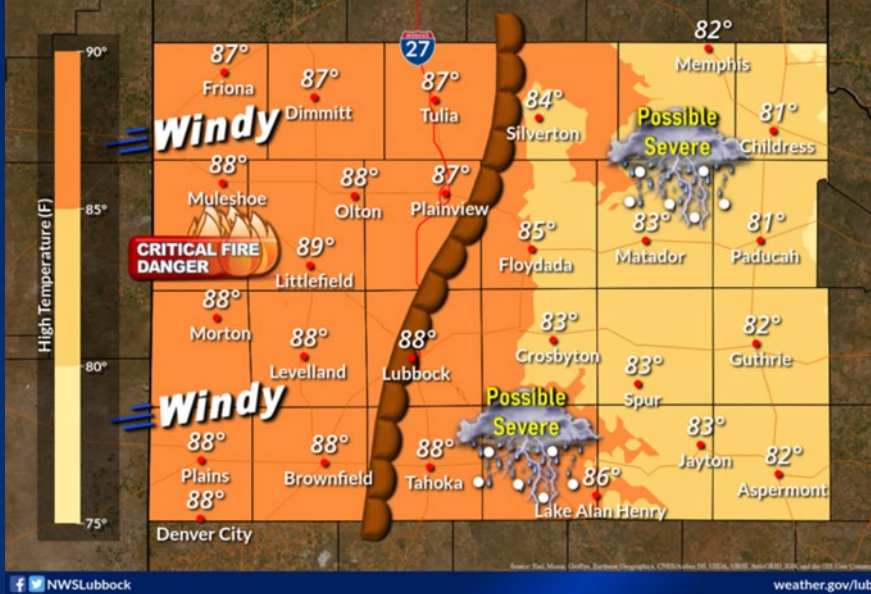 High Temperature (F)
90°
85°
80°
75°
27
87°
Friona
87°
Dimmitt
87°
Tulia
84°
Silverton
82°
Memphis
81°
Childress
Windy
Possible
Severe
88°
Muleshoe
88°
Olton
87°
Plainview
85°
Floydada
83°
Matador
81°
Paducah
CRITICAL FIRE
DANGER
89°
Littlefield
88°
Morton
88°
Levelland
88°
Lubbock
83°
Crosbyton
83°
Spur
82°
Guthrie
Windy
Possible
Severe
88°
Plains
88°
Brownfield
88°
Tahoka
86°
Lake Alan Henry
83°
Jayton
82°
Aspermont
88°
Denver City
NWSLubbock
weather.gov/lub